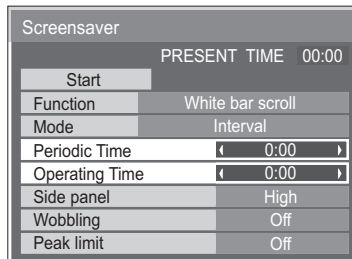 Screensaver
PRESENT TIME 00:00
Start
Function White bar scroll
Mode Interval
Periodic Time 0:00
Operating Time 0:00
Side panel High
Wobbling Off
Peak limit Off